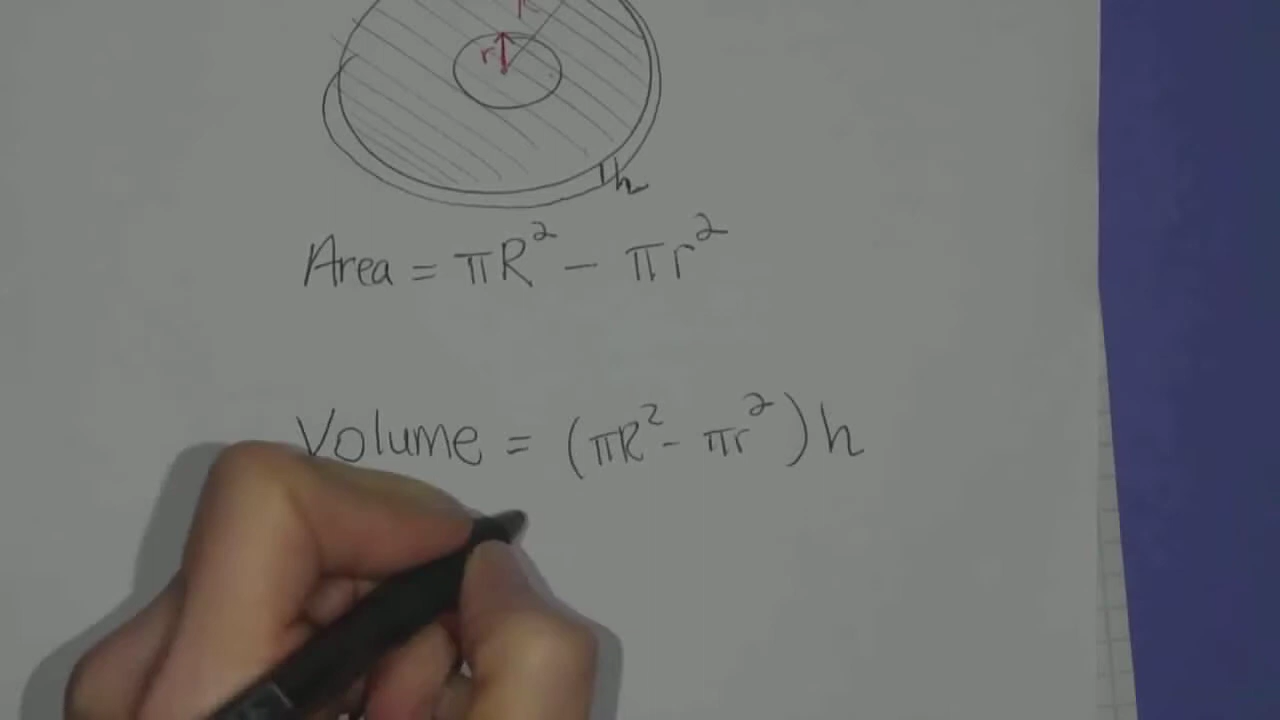 R
r
h
Area = πR² - πr²
Volume = (πR² - πr²)h